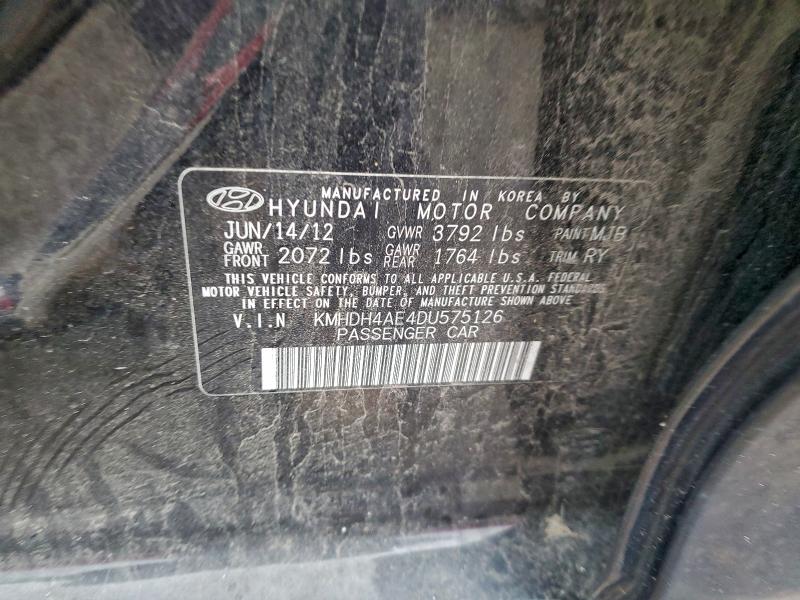 MANUFACTURED IN KOREA BY
HYUNDAI MOTOR COMPANY
JUN/14/12 GVWR 3792 lbs PAINT MJB
GAWR FRONT 2072 lbs GAWR REAR 1764 lbs TRIM RY
THIS VEHICLE CONFORMS TO ALL APPLICABLE U.S.A. FEDERAL
MOTOR VEHICLE SAFETY, BUMPER, AND THEFT PREVENTION STANDARDS
IN EFFECT ON THE DATE OF MANUFACTURE SHOWN ABOVE
V.I.N KMHDH4AE4DU575126
PASSENGER CAR